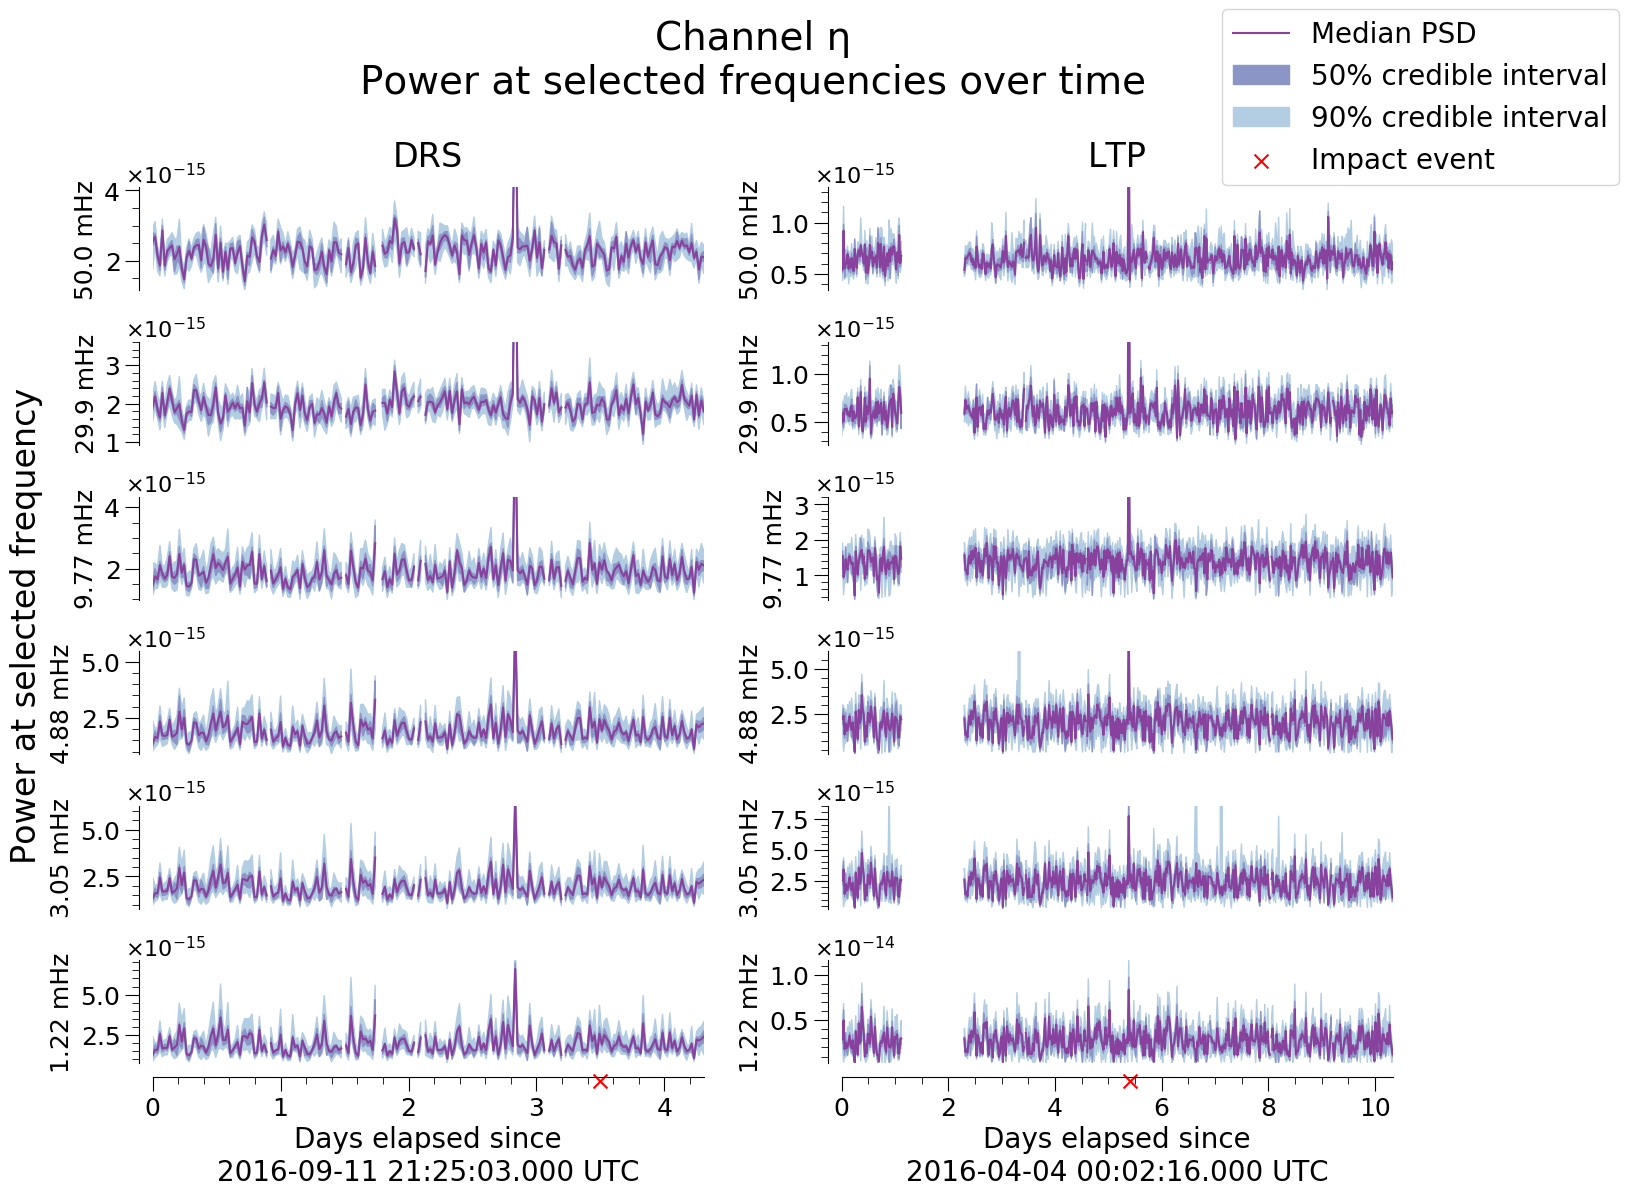 Channel η
Power at selected frequencies over time
Median PSD
50% credible interval
90% credible interval
Impact event
Power at selected frequency
DRS
×10⁻¹⁵
50.0 mHz
4
2
×10⁻¹⁵
29.9 mHz
3
2
1
×10⁻¹⁵
9.77 mHz
4
2
×10⁻¹⁵
4.88 mHz
5.0
2.5
×10⁻¹⁵
3.05 mHz
5.0
2.5
×10⁻¹⁵
1.22 mHz
5.0
2.5
0 1 2 3 4
Days elapsed since
2016-09-11 21:25:03.000 UTC
LTP
×10⁻¹⁵
50.0 mHz
1.0
0.5
×10⁻¹⁵
29.9 mHz
1.0
0.5
×10⁻¹⁵
9.77 mHz
3
2
1
×10⁻¹⁵
4.88 mHz
5.0
2.5
×10⁻¹⁵
3.05 mHz
7.5
5.0
2.5
×10⁻¹⁴
1.22 mHz
1.0
0.5
0 2 4 6 8 10
Days elapsed since
2016-04-04 00:02:16.000 UTC